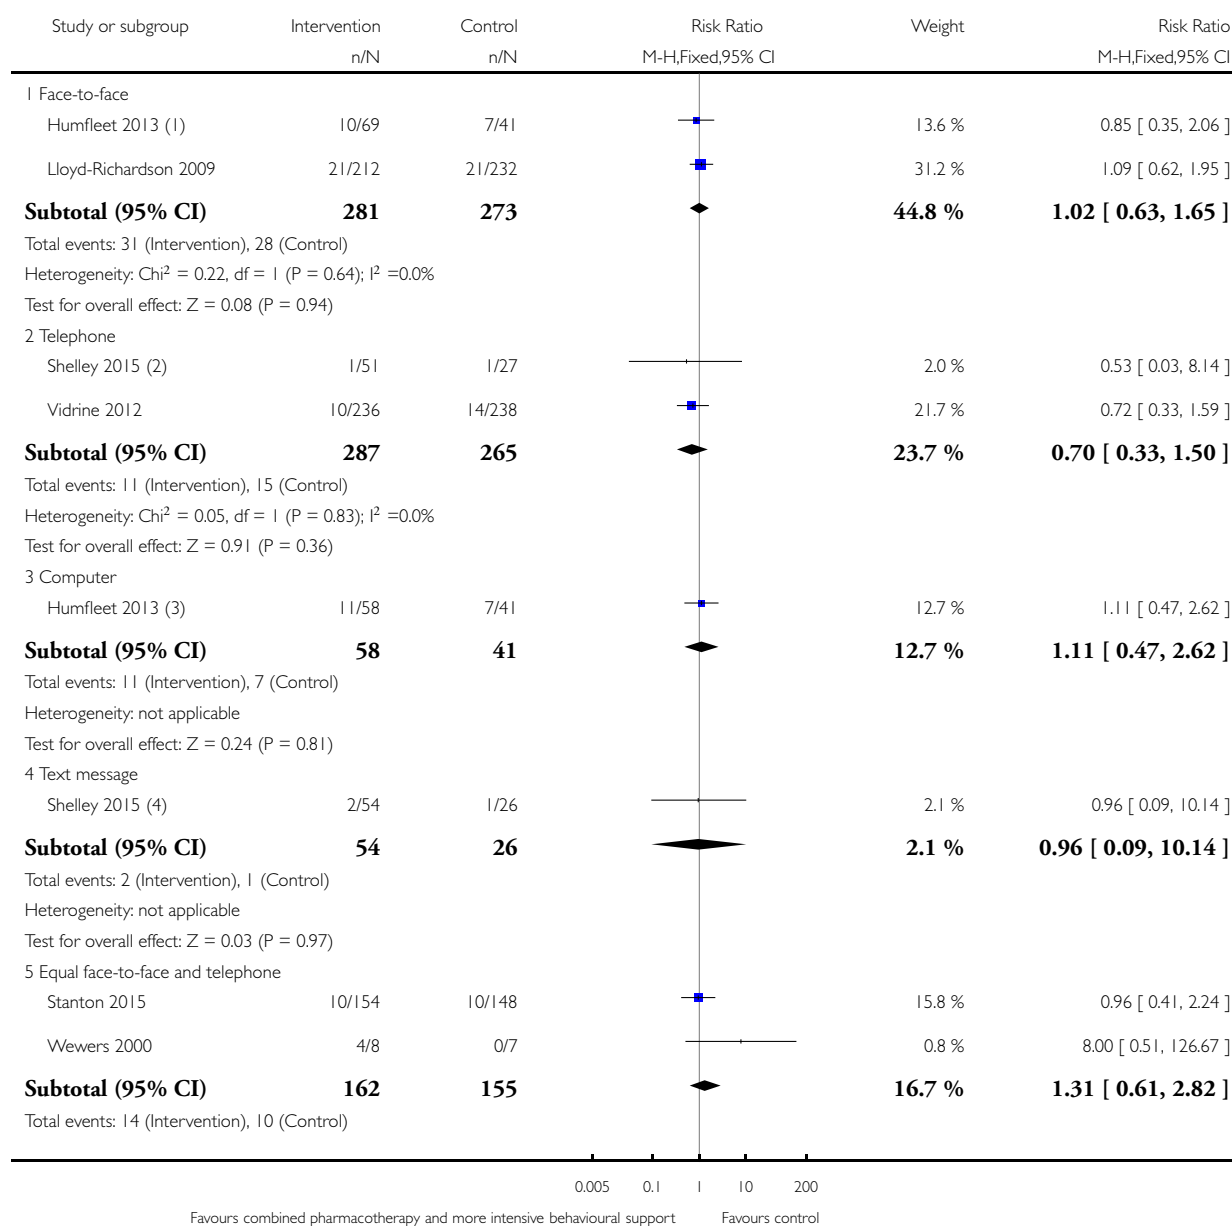 Study or subgroup Intervention Control Risk Ratio Weight Risk Ratio
n/N n/N M-H,Fixed,95% CI M-H,Fixed,95% CI
1 Face-to-face
Humfleet 2013 (1) 10/69 7/41 13.6 % 0.85 [ 0.35, 2.06 ]
Lloyd-Richardson 2009 21/212 21/232 31.2 % 1.09 [ 0.62, 1.95 ]
Subtotal (95% CI) 281 273 44.8 % 1.02 [ 0.63, 1.65 ]
Total events: 31 (Intervention), 28 (Control)
Heterogeneity: Chi² = 0.22, df = 1 (P = 0.64); I² =0.0%
Test for overall effect: Z = 0.08 (P = 0.94)
2 Telephone
Shelley 2015 (2) 1/51 1/27 2.0 % 0.53 [ 0.03, 8.14 ]
Vidrine 2012 10/236 14/238 21.7 % 0.72 [ 0.33, 1.59 ]
Subtotal (95% CI) 287 265 23.7 % 0.70 [ 0.33, 1.50 ]
Total events: 11 (Intervention), 15 (Control)
Heterogeneity: Chi² = 0.05, df = 1 (P = 0.83); I² =0.0%
Test for overall effect: Z = 0.91 (P = 0.36)
3 Computer
Humfleet 2013 (3) 11/58 7/41 12.7 % 1.11 [ 0.47, 2.62 ]
Subtotal (95% CI) 58 41 12.7 % 1.11 [ 0.47, 2.62 ]
Total events: 11 (Intervention), 7 (Control)
Heterogeneity: not applicable
Test for overall effect: Z = 0.24 (P = 0.81)
4 Text message
Shelley 2015 (4) 2/54 1/26 2.1 % 0.96 [ 0.09, 10.14 ]
Subtotal (95% CI) 54 26 2.1 % 0.96 [ 0.09, 10.14 ]
Total events: 2 (Intervention), 1 (Control)
Heterogeneity: not applicable
Test for overall effect: Z = 0.03 (P = 0.97)
5 Equal face-to-face and telephone
Stanton 2015 10/154 10/148 15.8 % 0.96 [ 0.41, 2.24 ]
Wewers 2000 4/8 0/7 0.8 % 8.00 [ 0.51, 126.67 ]
Subtotal (95% CI) 162 155 16.7 % 1.31 [ 0.61, 2.82 ]
Total events: 14 (Intervention), 10 (Control)
0.005 0.1 1 10 200
Favours combined pharmacotherapy and more intensive behavioural support Favours control